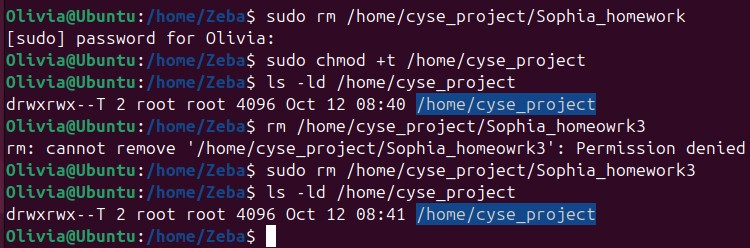 Olivia@Ubuntu:/home/Zeba$ sudo rm /home/cyse_project/Sophia_homework
[sudo] password for Olivia:
Olivia@Ubuntu:/home/Zeba$ sudo chmod +t /home/cyse_project
Olivia@Ubuntu:/home/Zeba$ ls -ld /home/cyse_project
drwxrwx--T 2 root root 4096 Oct 12 08:40 /home/cyse_project
Olivia@Ubuntu:/home/Zeba$ rm /home/cyse_project/Sophia_homeowrk3
rm: cannot remove '/home/cyse_project/Sophia_homeowrk3': Permission denied
Olivia@Ubuntu:/home/Zeba$ sudo rm /home/cyse_project/Sophia_homework3
Olivia@Ubuntu:/home/Zeba$ ls -ld /home/cyse_project
drwxrwx--T 2 root root 4096 Oct 12 08:41 /home/cyse_project
Olivia@Ubuntu:/home/Zeba$